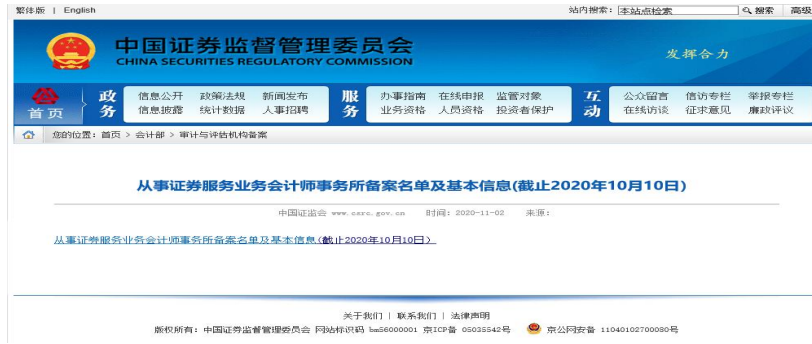 繁体版 | English 站内搜索: 本站点检索 搜索 高级
中国证券监督管理委员会
CHINA SECURITIES REGULATORY COMMISSION
发挥合力
首页 政务 信息公开 政策法规 新闻发布 服务 办事指南 在线申报 监管对象 互动 公众留言 信访专栏 举报专栏
信息披露 统计数据 人事招聘 业务资格 人员资格 投资者保护 在线访谈 征求意见 廉政评议
您的位置: 首页 > 会计部 > 审计与评估机构备案
从事证券服务业务会计师事务所备案名单及基本信息(截止2020年10月10日)
中国证监会 www.csrc.gov.cn 时间: 2020-11-02 来源:
从事证券服务业务会计师事务所备案名单及基本信息(截止2020年10月10日)
关于我们 | 联系我们 | 法律声明
版权所有: 中国证券监督管理委员会 网站标识码 bm56000001 京ICP备 05035542号 京公网安备 11040102700080号